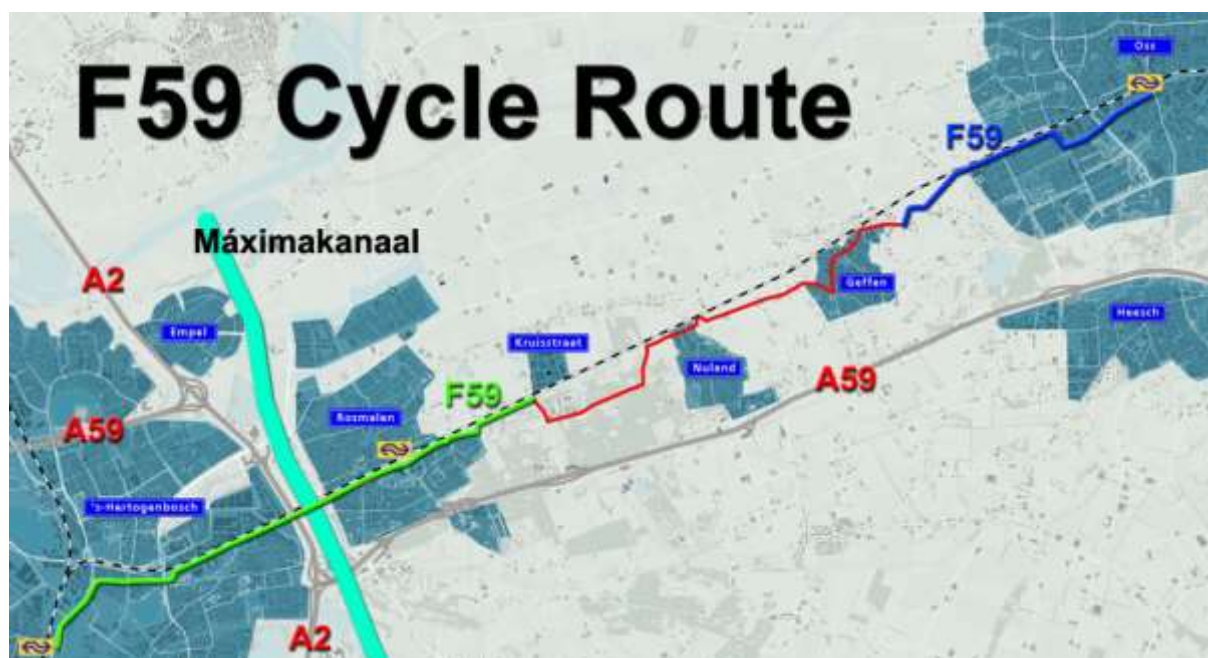 F59 Cycle Route
Oss
F59
Máximakanaal
A2
Empel
Geffen
Heesch
Kruisstraat
Nuland
A59
F59
Rosmalen
A59
's-Hertogenbosch
A2